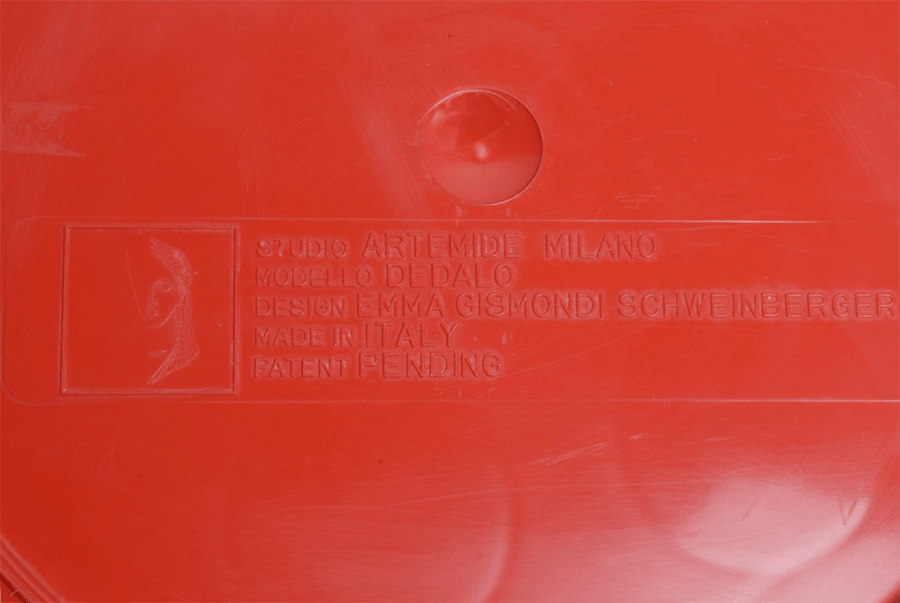 STUDIO ARTEMIDE MILANO
MODELLO DEDALO
DESIGN EMMA GISMONDI SCHWEINBERGER
MADE IN ITALY
PATENT PENDING